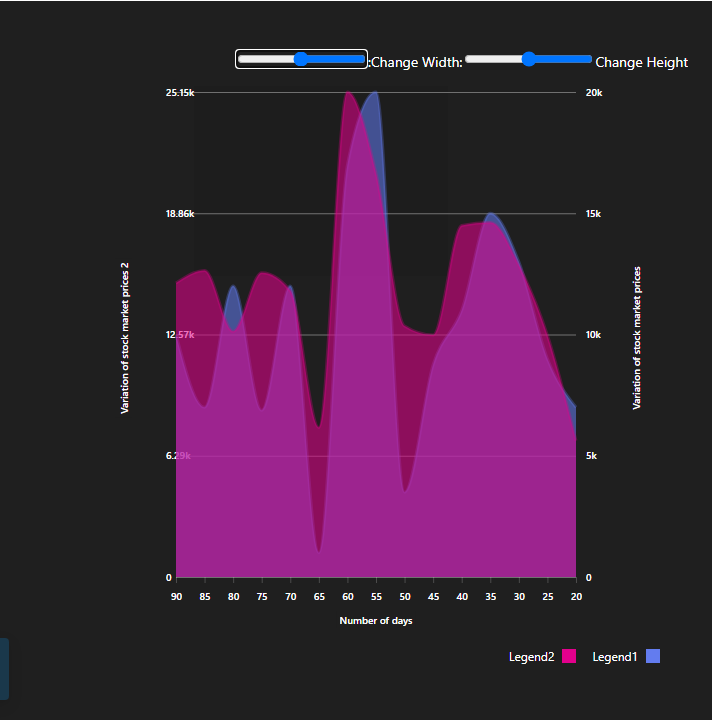 :Change Width: Change Height
25.15k
18.86k
12.57k
6.29k
0
Variation of stock market prices 2
20k
15k
10k
5k
0
Variation of stock market prices
90 85 80 75 70 65 60 55 50 45 40 35 30 25 20
Number of days
Legend2 Legend1